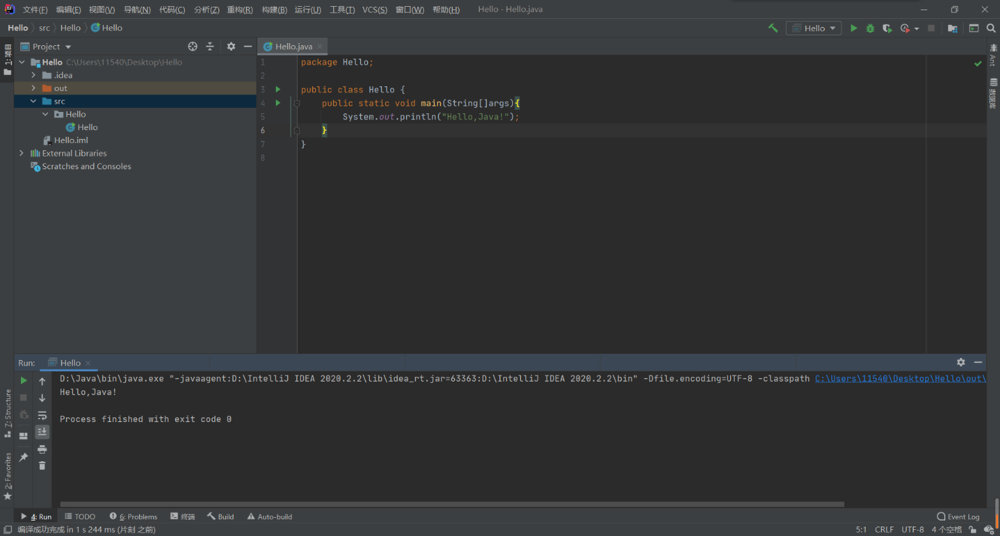 文件(F) 编辑(E) 视图(V) 导航(N) 代码(C) 分析(Z) 重构(R) 构建(B) 运行(U) 工具(T) VCS(S) 窗口(W) 帮助(H) Hello - Hello.java
Hello src Hello Hello
Hello
1: 项目
Project
Hello C:\Users\11540\Desktop\Hello
.idea
out
src
Hello
Hello
Hello.iml
External Libraries
Scratches and Consoles
Hello.java
1 package Hello;
2
3 public class Hello {
4 public static void main(String[]args){
5 System.out.println("Hello,Java!");
6 }
7 }
8
Ant
数据库
Run: Hello
D:\Java\bin\java.exe "-javaagent:D:\IntelliJ IDEA 2020.2.2\lib\idea_rt.jar=63363:D:\IntelliJ IDEA 2020.2.2\bin" -Dfile.encoding=UTF-8 -classpath C:\Users\11540\Desktop\Hello\out\
Hello,Java!
Process finished with exit code 0
Z: Structure
2: Favorites
4: Run TODO 6: Problems 终端 Build Auto-build Event Log
编译成功完成 in 1 s 244 ms (片刻 之前) 5:1 CRLF UTF-8 4 个空格